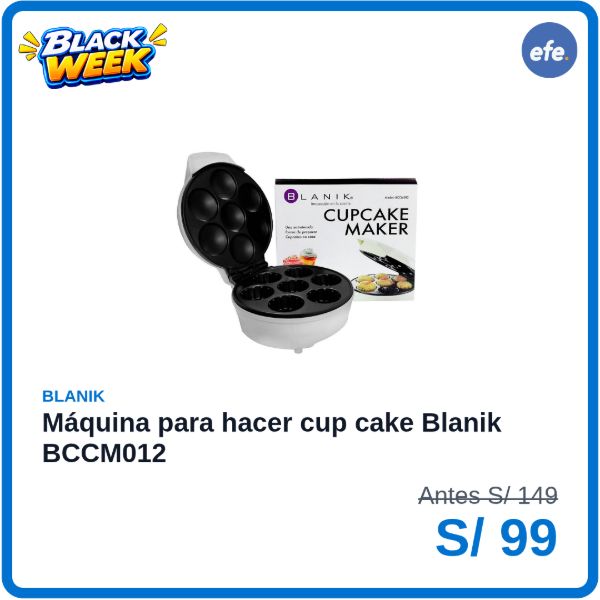 BLACK
WEEK
efe.
BLANIK
CUPCAKE
MAKER
BLANIK
Máquina para hacer cup cake Blanik
BCCM012
Antes S/ 149
S/ 99